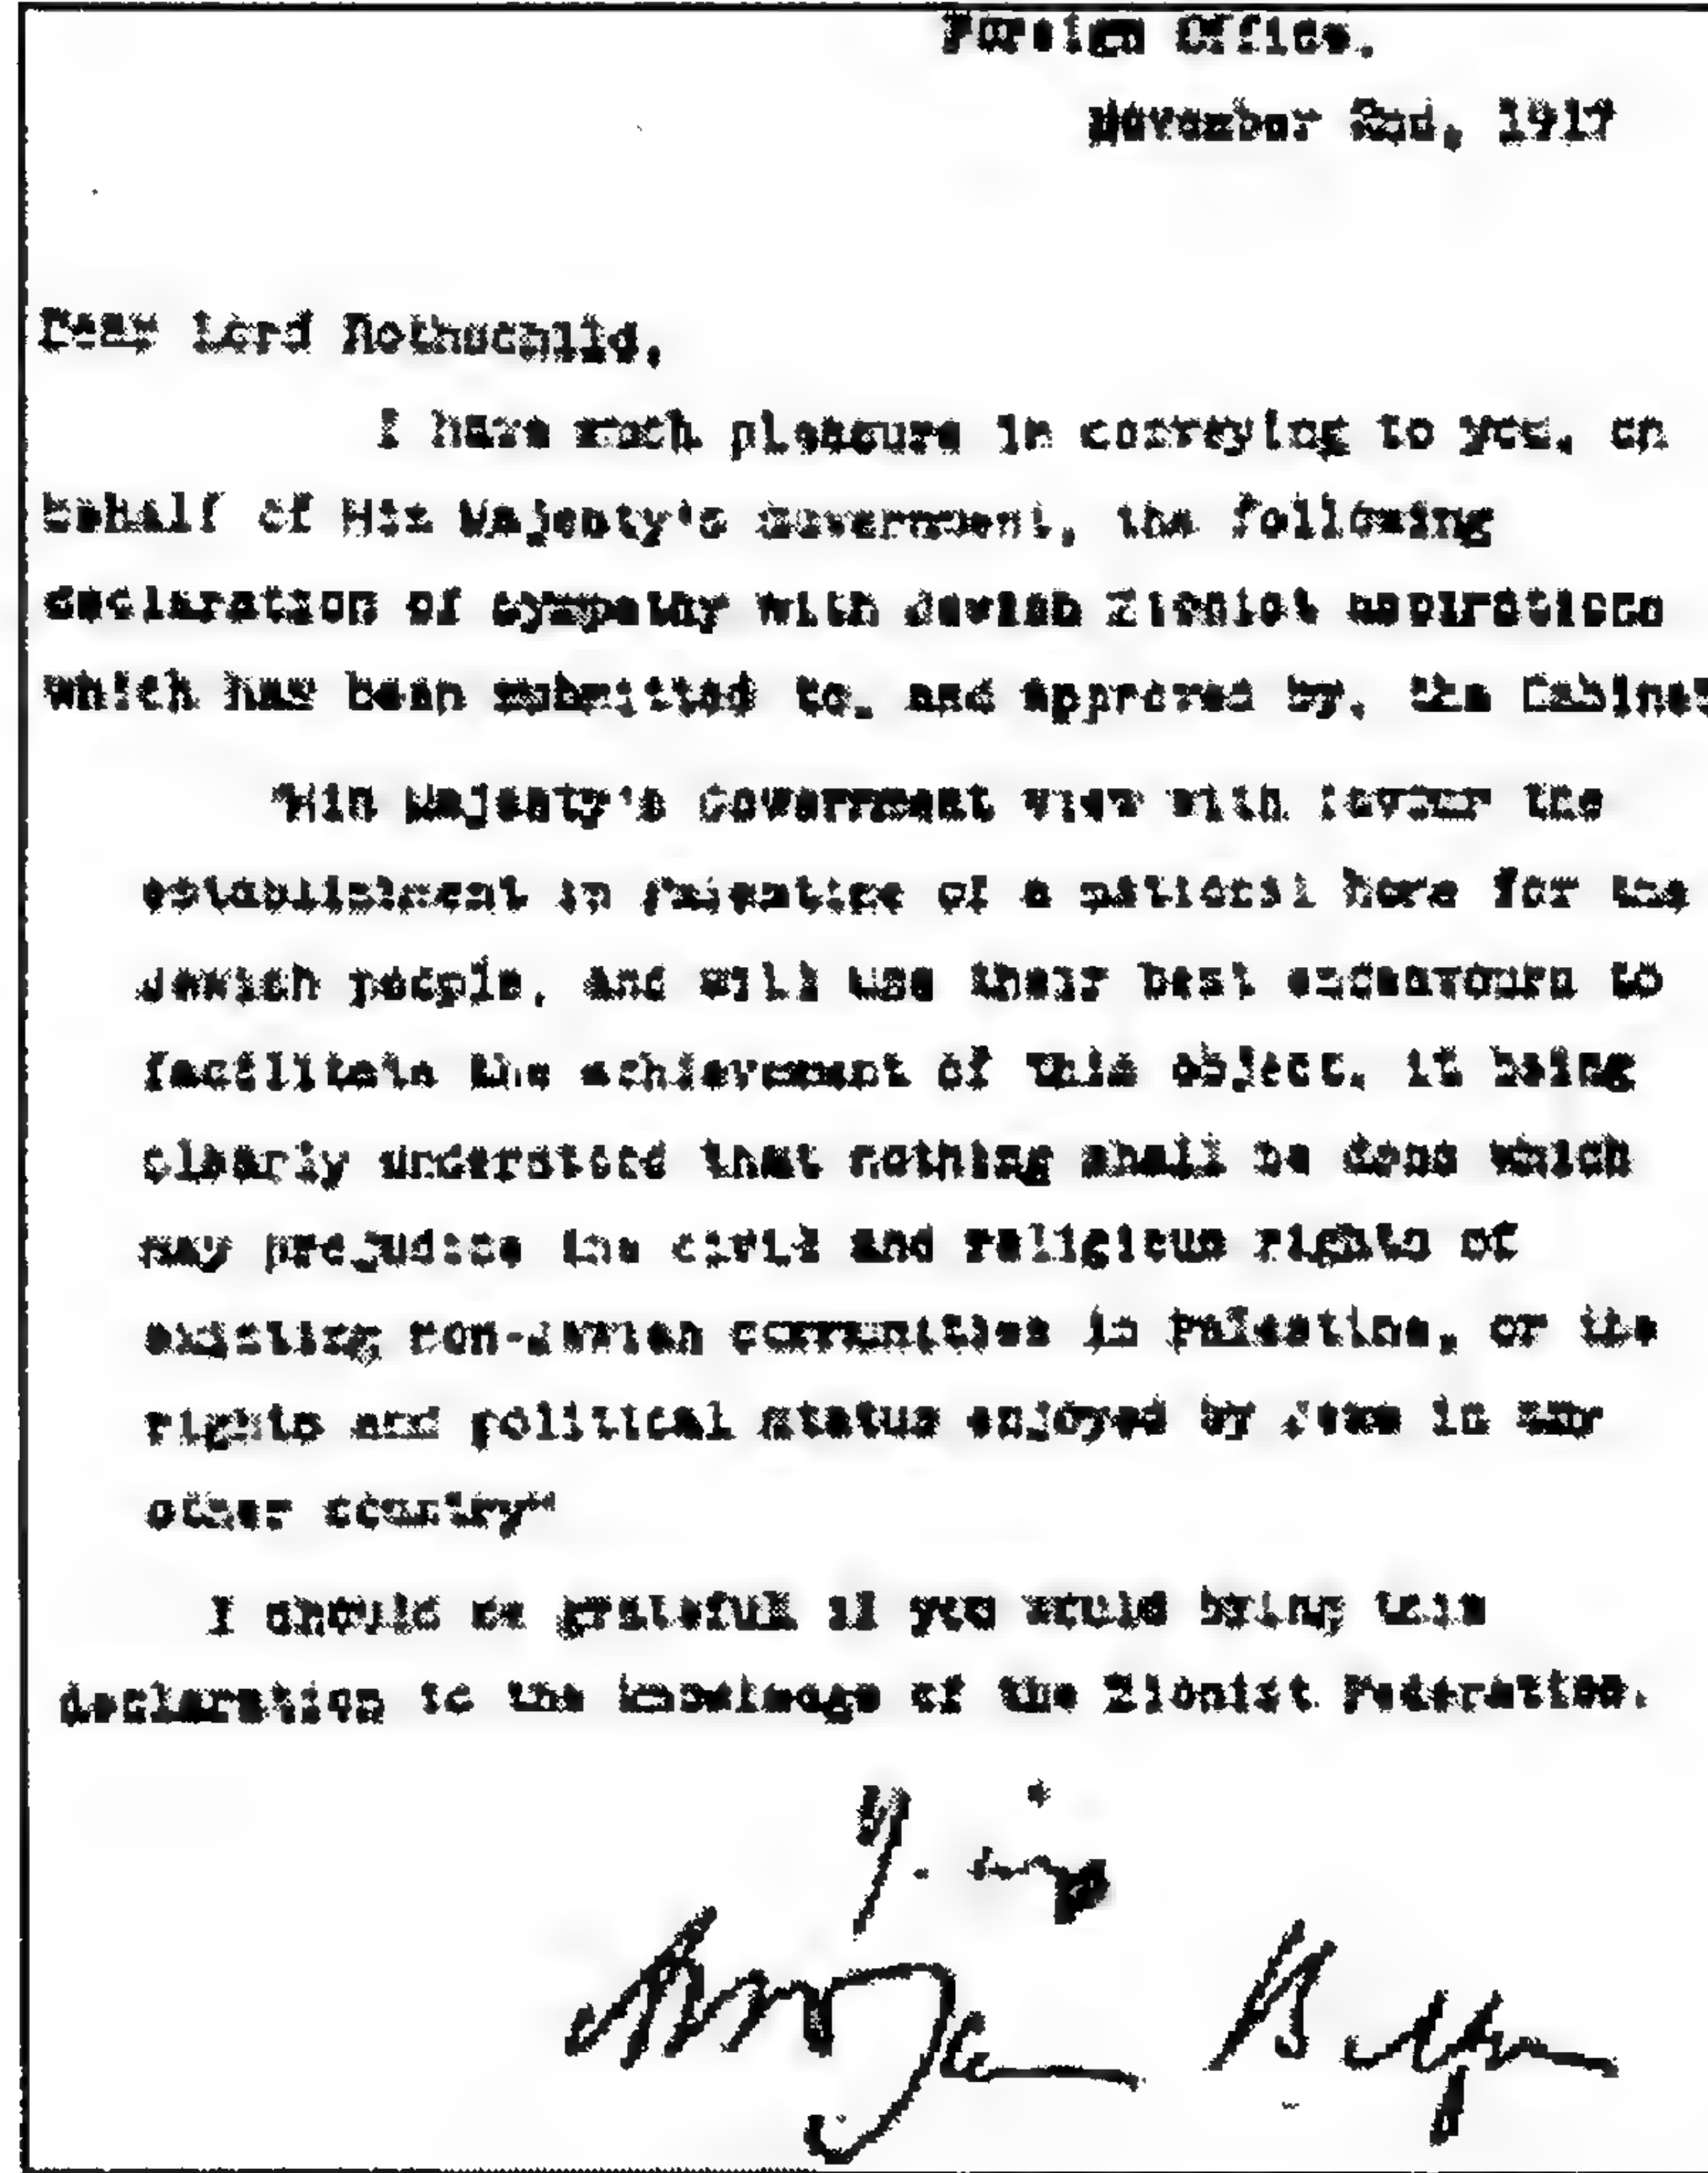 Foreign Office,
November 2nd, 1917
Dear Lord Rothschild,
I have much pleasure in conveying to you, on
behalf of His Majesty's Government, the following
declaration of sympathy with Jewish Zionist aspirations
which has been submitted to, and approved by, the Cabinet
"His Majesty's Government view with favour the
establishment in Palestine of a national home for the
Jewish people, and will use their best endeavours to
facilitate the achievement of this object, it being
clearly understood that nothing shall be done which
may prejudice the civil and religious rights of
existing non-Jewish communities in Palestine, or the
rights and political status enjoyed by Jews in any
other country"
I should be grateful if you would bring this
declaration to the knowledge of the Zionist Federation.